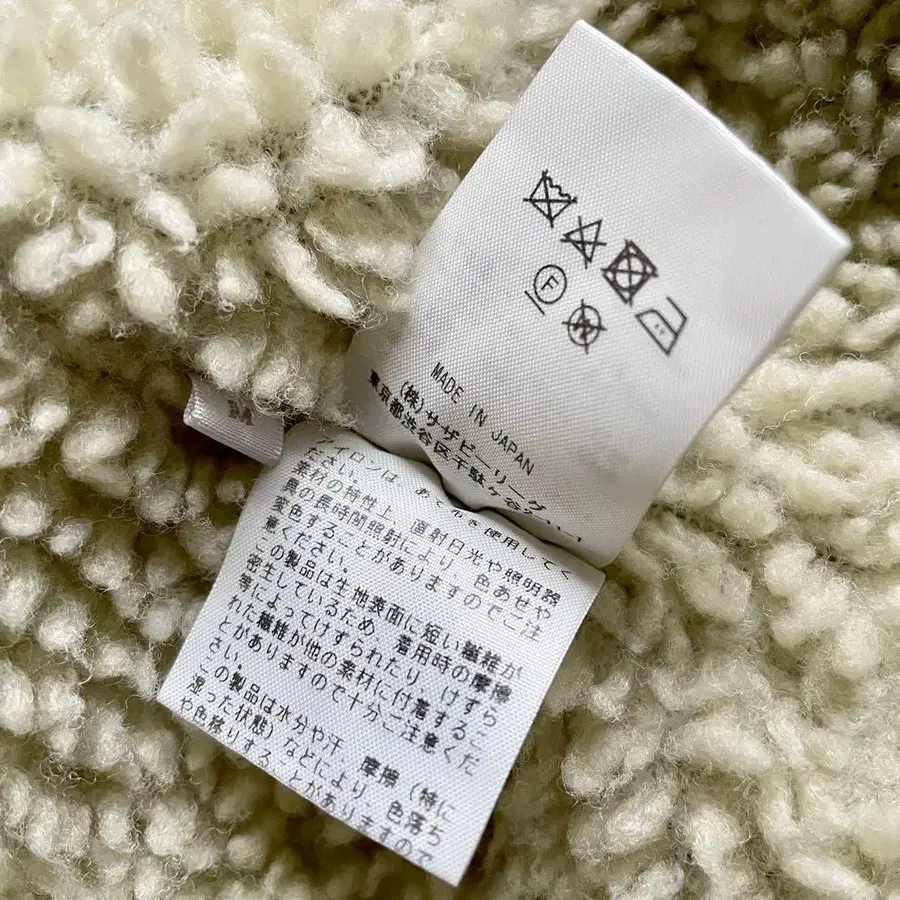 F
MADE IN JAPAN
(株)サザビーリーグ
東京都渋谷区千駄ケ谷2-11-1
M
アイロンは あて布を使用してく
ださい。
素材の特性上 直射日光や照明器
具の長時間照射により 色あせや
変色することがありますのでご注
意ください。
この製品は生地表面に短い繊維が
密生しているため 着用時の摩擦
等によってけずられたり けずら
れた繊維が他の素材に付着するこ
とがありますので十分ご注意くだ
さい。
この製品は水分や汗 摩擦 (特に
湿った状態) などにより 色落ち
や色移りすることがありますので